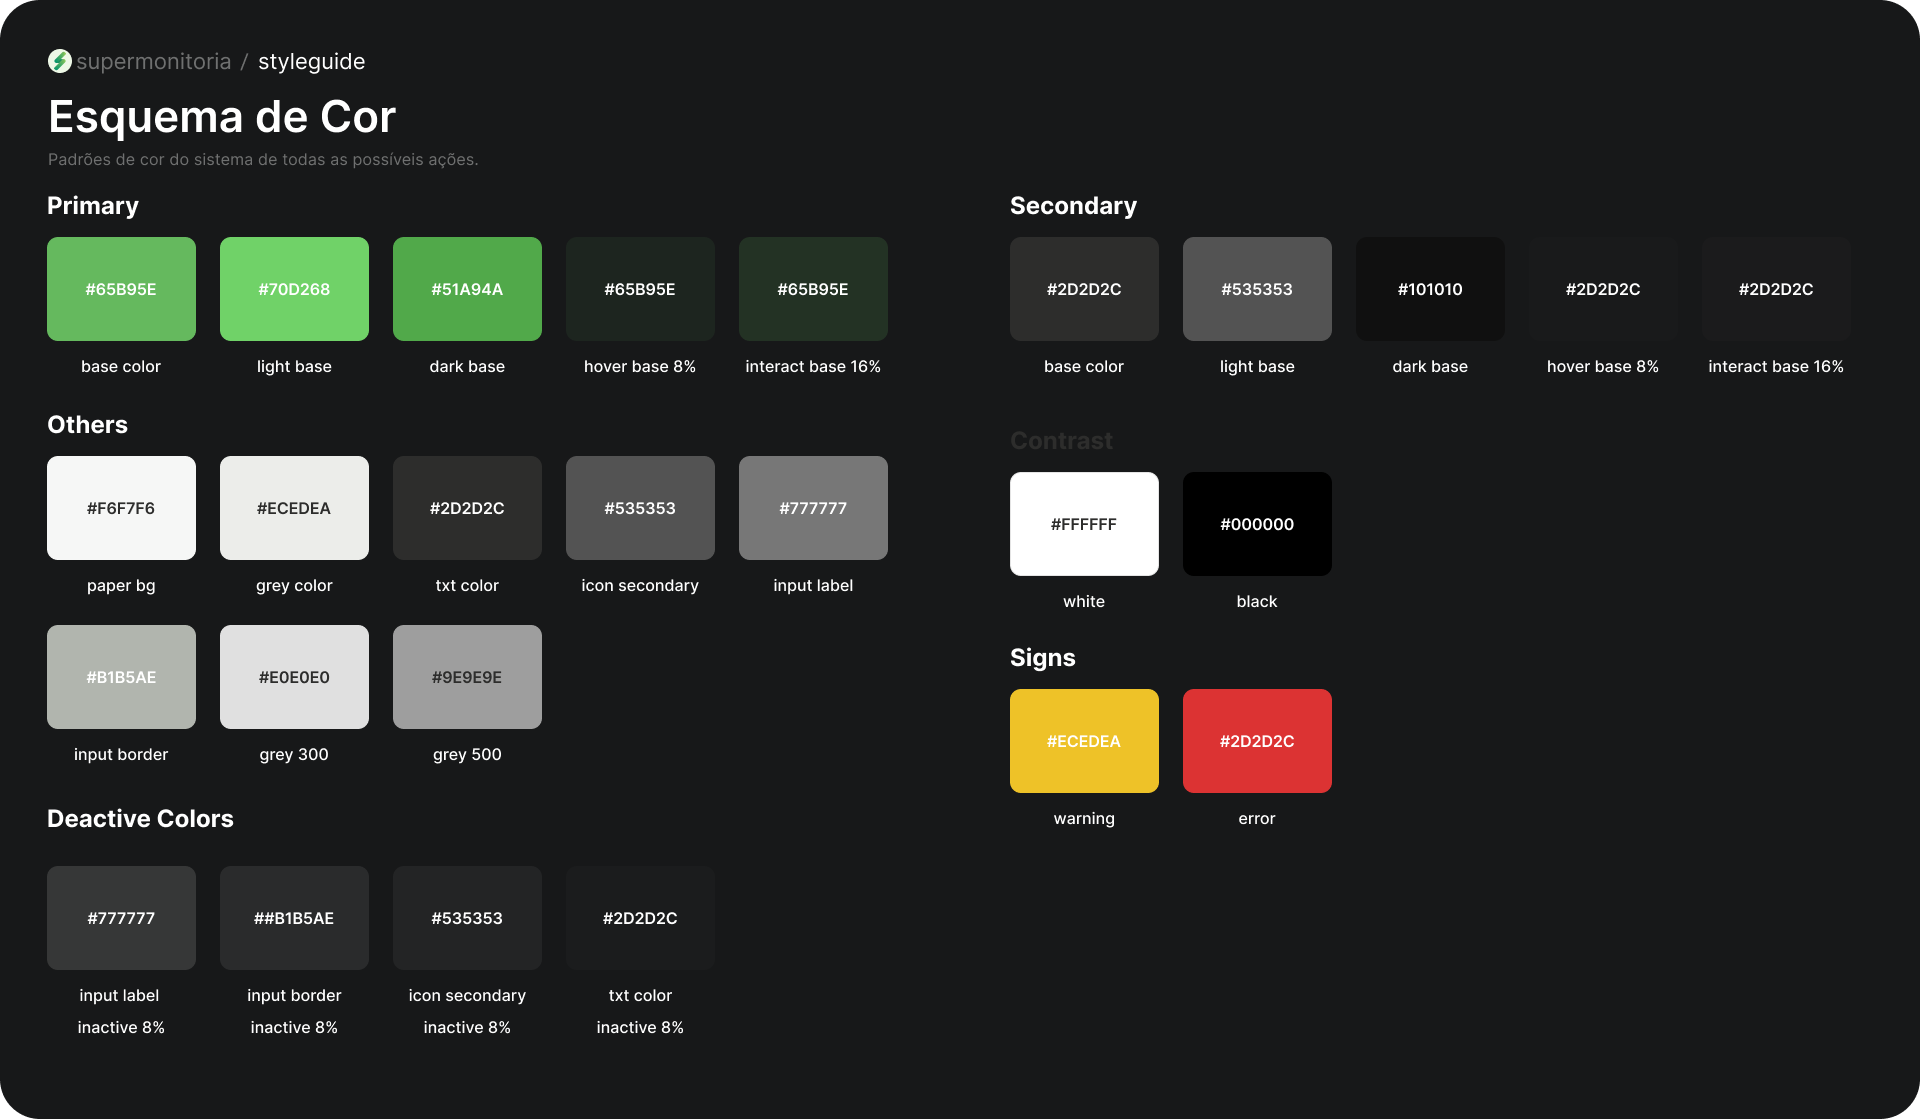 supermonitoria / styleguide
Esquema de Cor
Padrões de cor do sistema de todas as possíveis ações.
Primary
#65B95E #70D268 #51A94A #65B95E #65B95E
base color light base dark base hover base 8% interact base 16%
Secondary
#2D2D2C #535353 #101010 #2D2D2C #2D2D2C
base color light base dark base hover base 8% interact base 16%
Others
#F6F7F6 #ECEDEA #2D2D2C #535353 #777777
paper bg grey color txt color icon secondary input label
#B1B5AE #E0E0E0 #9E9E9E
input border grey 300 grey 500
Contrast
#FFFFFF #000000
white black
Signs
#ECEDEA #2D2D2C
warning error
Deactive Colors
#777777 ##B1B5AE #535353 #2D2D2C
input label input border icon secondary txt color
inactive 8% inactive 8% inactive 8% inactive 8%